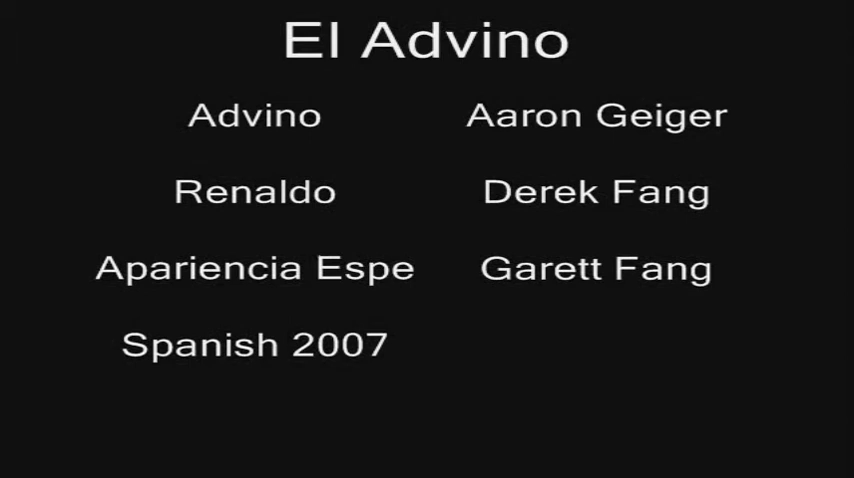 El Advino
Advino Aaron Geiger
Renaldo Derek Fang
Apariencia Espe Garett Fang
Spanish 2007